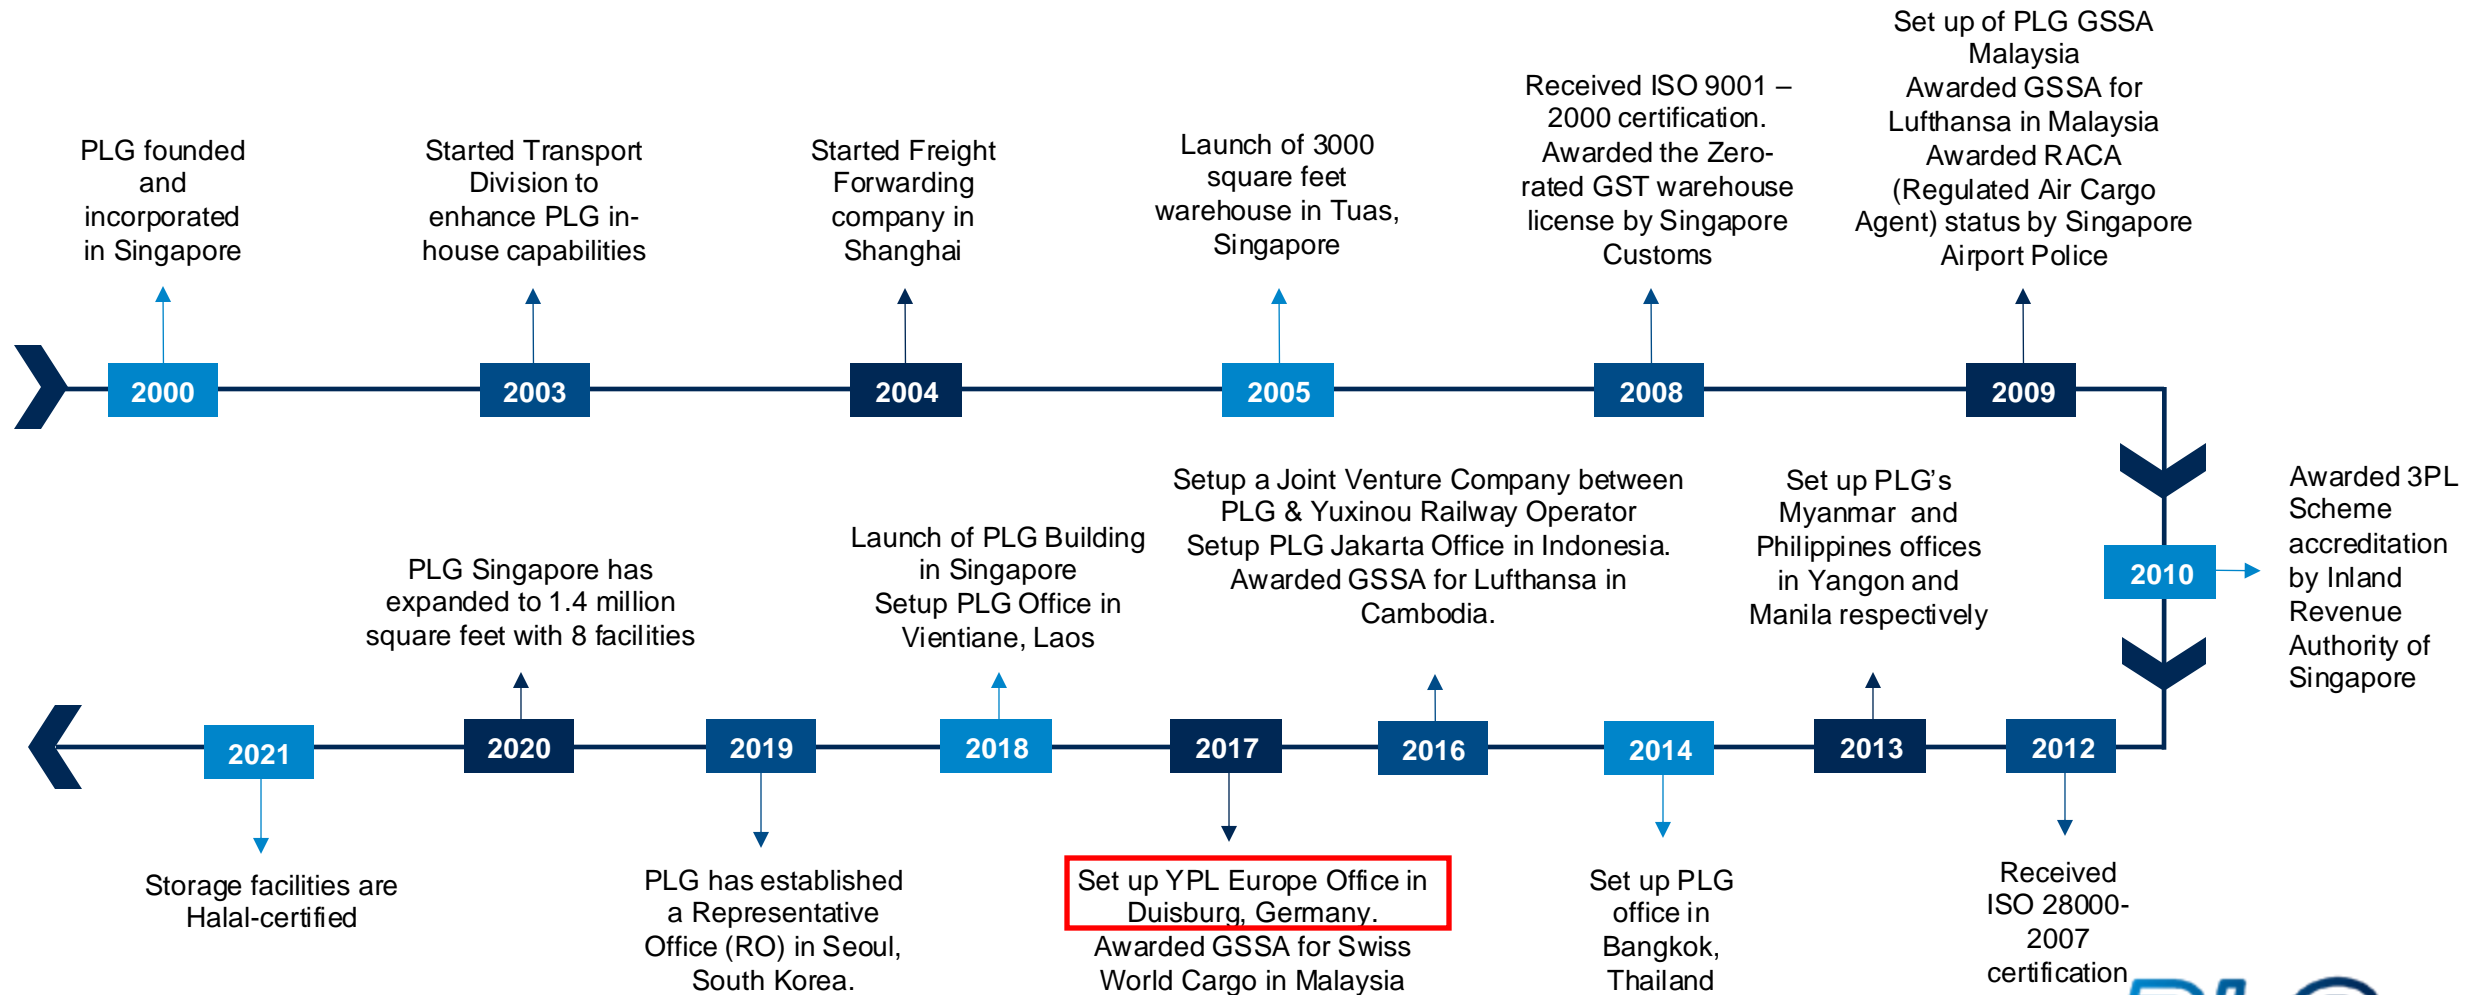 PLG founded
and
incorporated
in Singapore
2000
Started Transport
Division to
enhance PLG in-
house capabilities
2003
Started Freight
Forwarding
company in
Shanghai
2004
Launch of 3000
square feet
warehouse in Tuas,
Singapore
2005
Received ISO 9001 –
2000 certification.
Awarded the Zero-
rated GST warehouse
license by Singapore
Customs
2008
Set up of PLG GSSA
Malaysia
Awarded GSSA for
Lufthansa in Malaysia
Awarded RACA
(Regulated Air Cargo
Agent) status by Singapore
Airport Police
2009
Awarded 3PL
Scheme
accreditation
by Inland
Revenue
Authority of
Singapore
2010
2012
Received
ISO 28000-
2007
certification
Set up PLG's
Myanmar and
Philippines offices
in Yangon and
Manila respectively
2013
2014
Set up PLG
office in
Bangkok,
Thailand
Setup a Joint Venture Company between
PLG & Yuxinou Railway Operator
Setup PLG Jakarta Office in Indonesia.
Awarded GSSA for Lufthansa in
Cambodia.
2016
2017
Set up YPL Europe Office in
Duisburg, Germany.
Awarded GSSA for Swiss
World Cargo in Malaysia
Launch of PLG Building
in Singapore
Setup PLG Office in
Vientiane, Laos
2018
2019
PLG has established
a Representative
Office (RO) in Seoul,
South Korea.
PLG Singapore has
expanded to 1.4 million
square feet with 8 facilities
2020
2021
Storage facilities are
Halal-certified